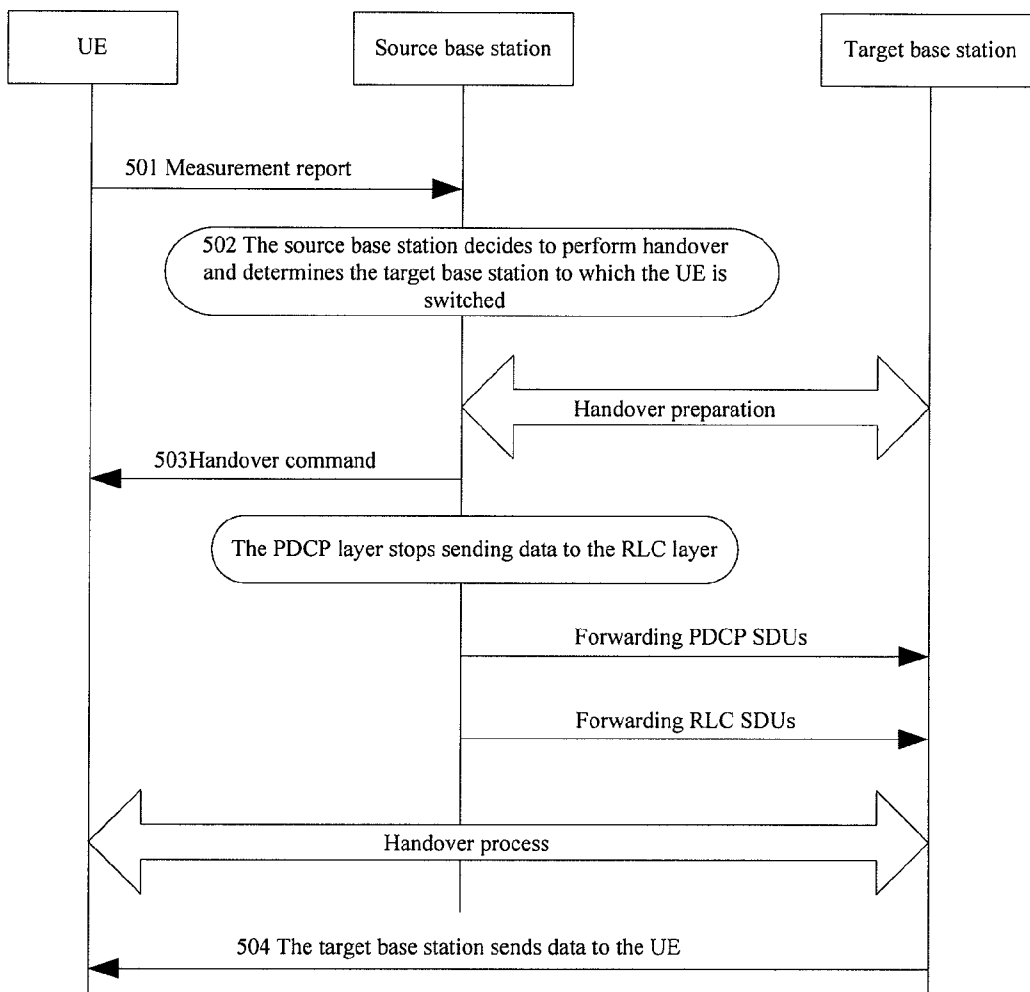 UE
Source base station
Target base station
501 Measurement report
502 The source base station decides to perform handover
and determines the target base station to which the UE is
switched
Handover preparation
503Handover command
The PDCP layer stops sending data to the RLC layer
Forwarding PDCP SDUs
Forwarding RLC SDUs
Handover process
504 The target base station sends data to the UE